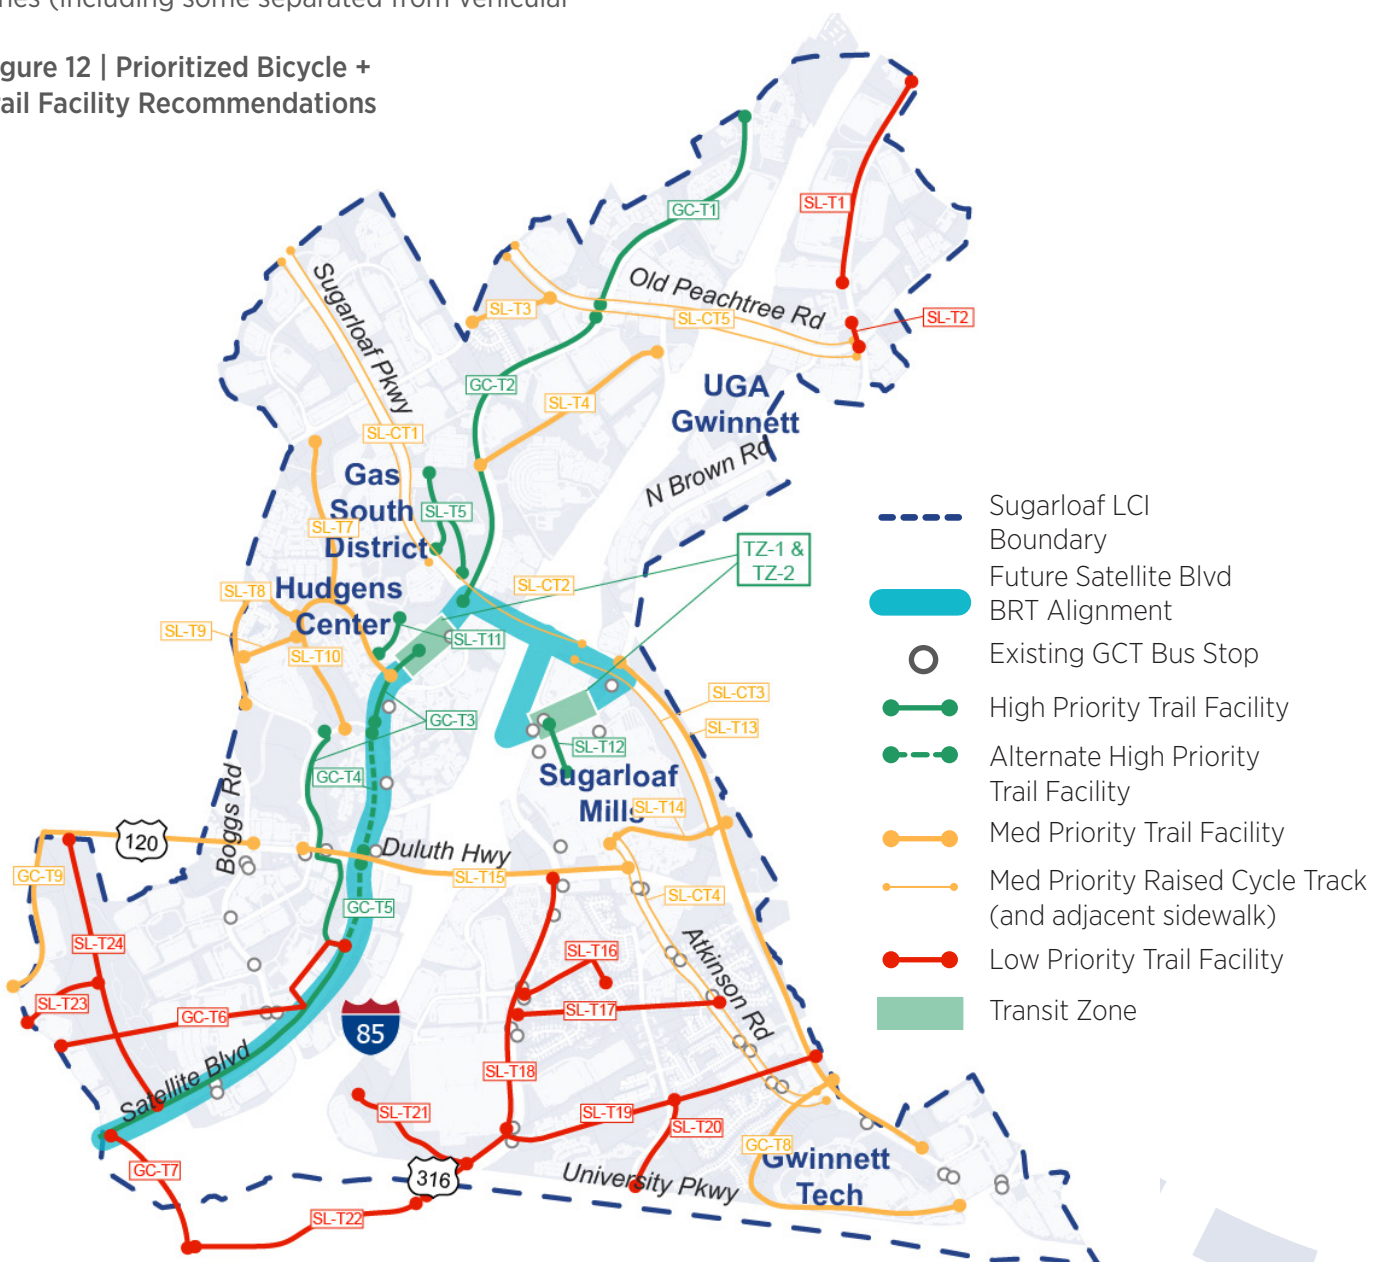 nes (including some separated from vehicular
gure 12 | Prioritized Bicycle +
rail Facility Recommendations
GC-T1
SL-T1
Sugarloaf Pkwy
Old Peachtree Rd
SL-T3
SL-CT5
SL-T2
GC-T2
UGA
Gwinnett
SL-T4
SL-CT1
N Brown Rd
Gas
South
District
SL-T5
SL-T7
TZ-1 &
TZ-2
SL-CT2
SL-T8
Hudgens
Center
SL-T9
SL-T11
SL-T10
SL-CT3
GC-T3
SL-T13
SL-T12
GC-T4
Sugarloaf
Mills
SL-T14
Boggs Rd
120
Duluth Hwy
GC-T9
SL-T15
SL-CT4
GC-T5
SL-T24
Atkinson Rd
SL-T16
SL-T23
SL-T17
GC-T6
85
Satellite Blvd
SL-T18
SL-T21
SL-T19
SL-T20
GC-T8
GC-T7
316
University Pkwy
Gwinnett
Tech
SL-T22
Sugarloaf LCI
Boundary
Future Satellite Blvd
BRT Alignment
Existing GCT Bus Stop
High Priority Trail Facility
Alternate High Priority
Trail Facility
Med Priority Trail Facility
Med Priority Raised Cycle Track
(and adjacent sidewalk)
Low Priority Trail Facility
Transit Zone